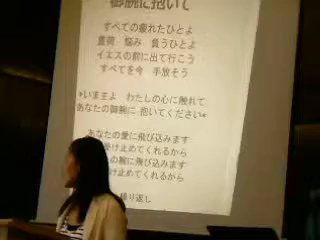 御腕に抱いて
すべての疲れたひとよ
重荷 悩み 負うひとよ
イエスの前に出て行こう
すべてを今 手放そう
*いま主よ わたしの心に触れて
あなたの御腕に 抱いてください*
あなたの愛に飛び込みます
受け止めてくれるから
の腕に飛び込みます
け止めてくれるから
繰り返し